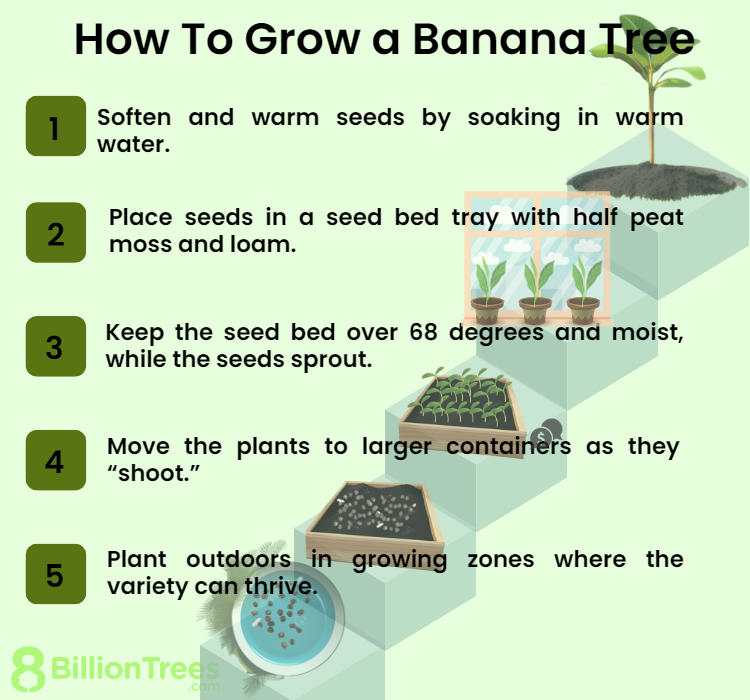 How To Grow a Banana Tree
1
Soften and warm seeds by soaking in warm
water.
2
Place seeds in a seed bed tray with half peat
moss and loam.
3
Keep the seed bed over 68 degrees and moist,
while the seeds sprout.
4
Move the plants to larger containers as they
“shoot.”
$
5
Plant outdoors in growing zones where the
variety can thrive.
8BillionTrees
.com